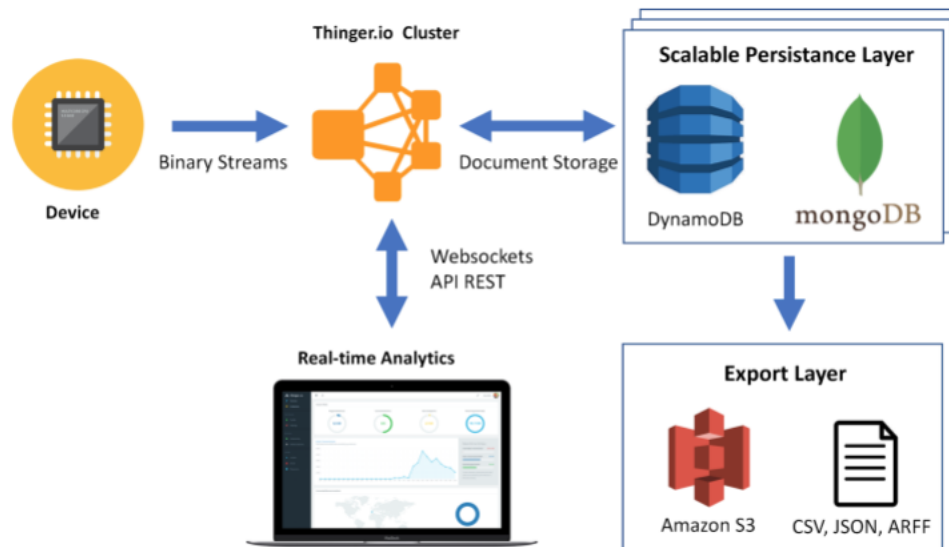 Thinger.io Cluster
Scalable Persistance Layer
Binary Streams
Document Storage
Device
DynamoDB
mongoDB
Websockets
API REST
Real-time Analytics
Export Layer
Amazon S3
CSV, JSON, ARFF